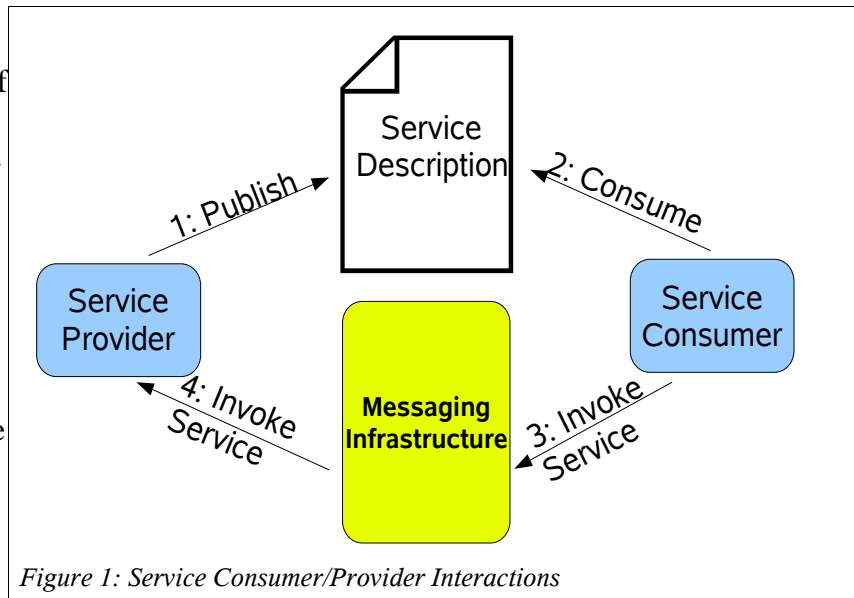 f
Service
Description
1: Publish
2: Consume
Service
Provider
Service
Consumer
Messaging
Infrastructure
4: Invoke
Service
3: Invoke
Service
e
Figure 1: Service Consumer/Provider Interactions